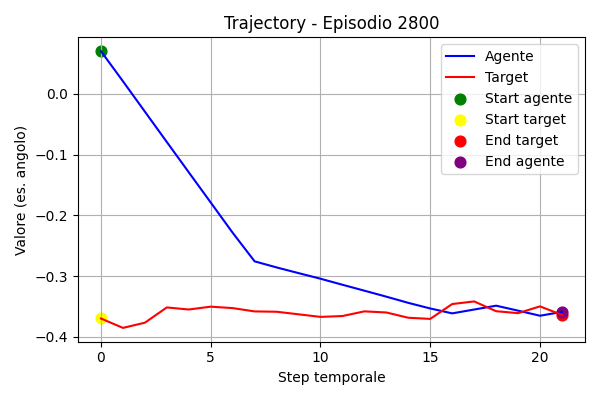 Trajectory - Episodio 2800
Agente
Target
Start agente
Start target
End target
End agente
Valore (es. angolo)
0.0
−0.1
−0.2
−0.3
−0.4
0 5 10 15 20
Step temporale